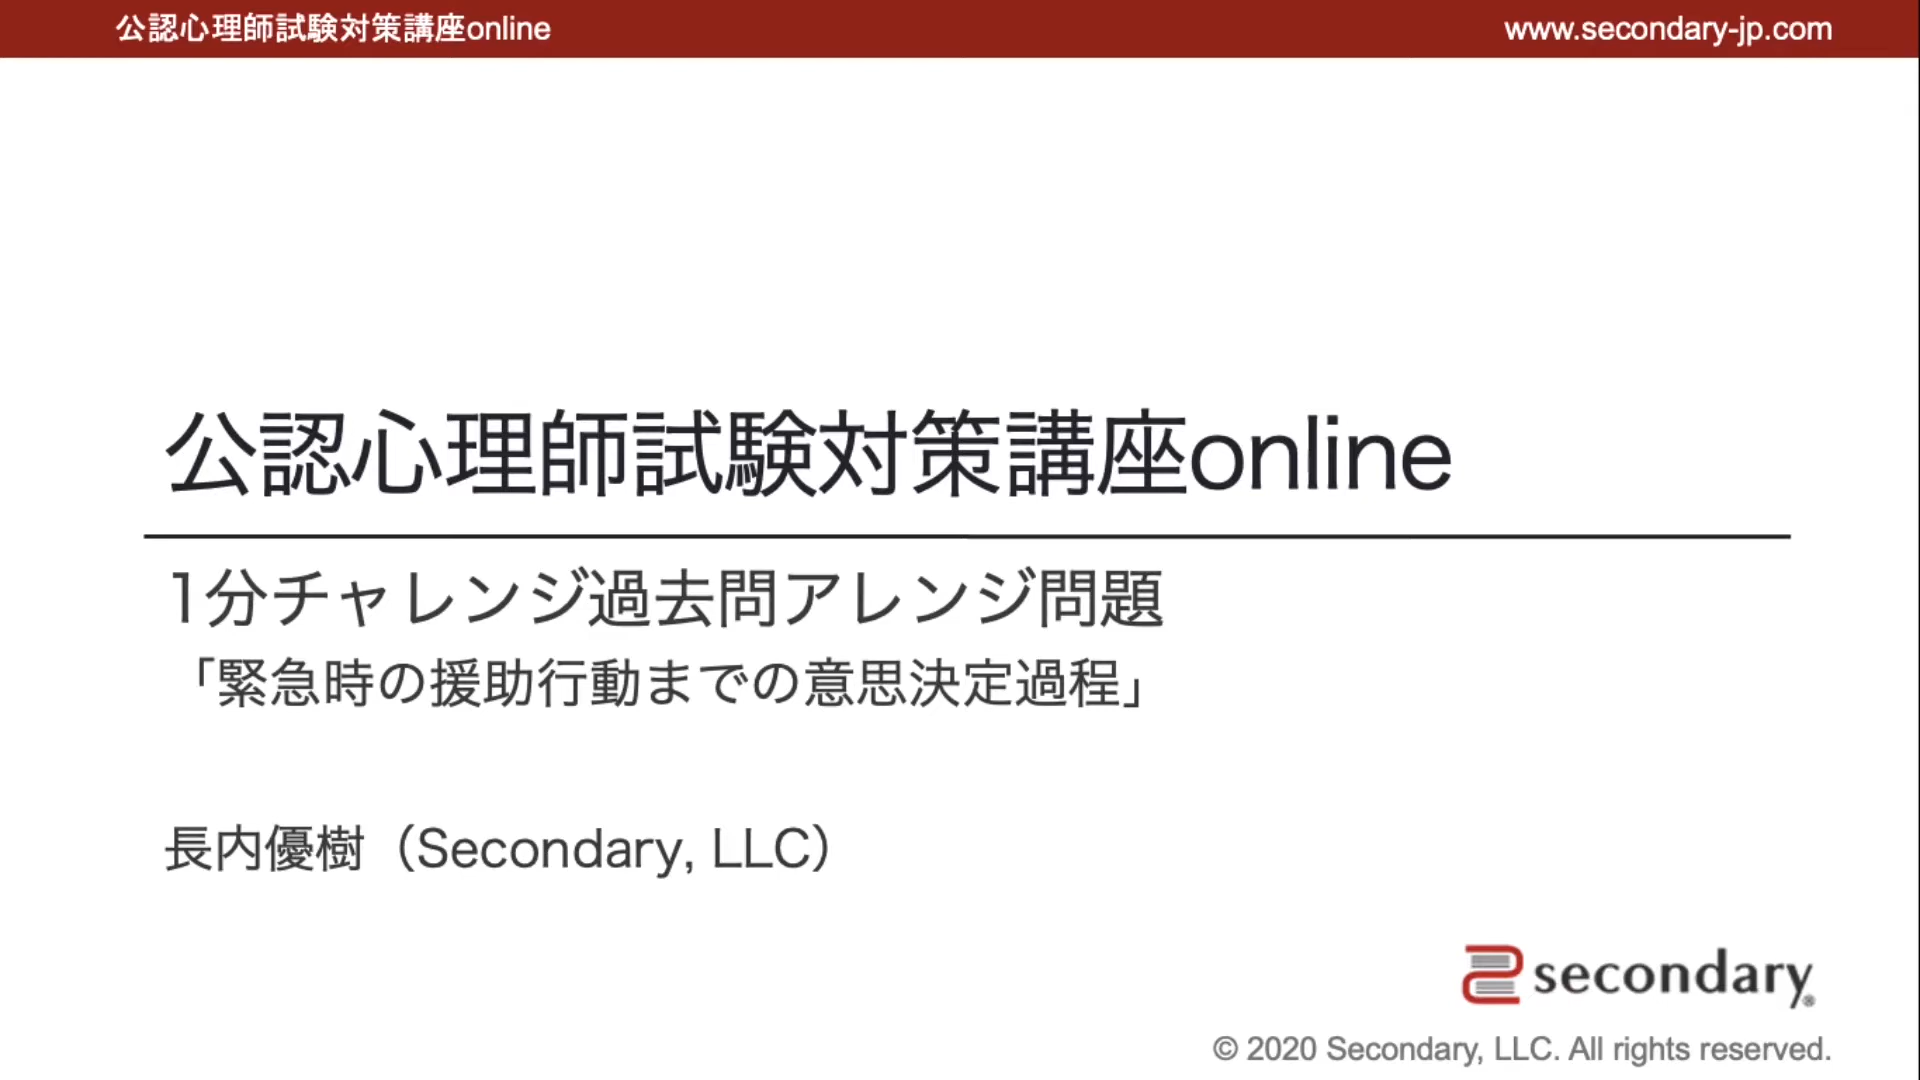 公認心理師試験対策講座online
www.secondary-jp.com
公認心理師試験対策講座online
1分チャレンジ過去問アレンジ問題
「緊急時の援助行動までの意思決定過程」
長内優樹（Secondary, LLC）
secondary®
© 2020 Secondary, LLC. All rights reserved.